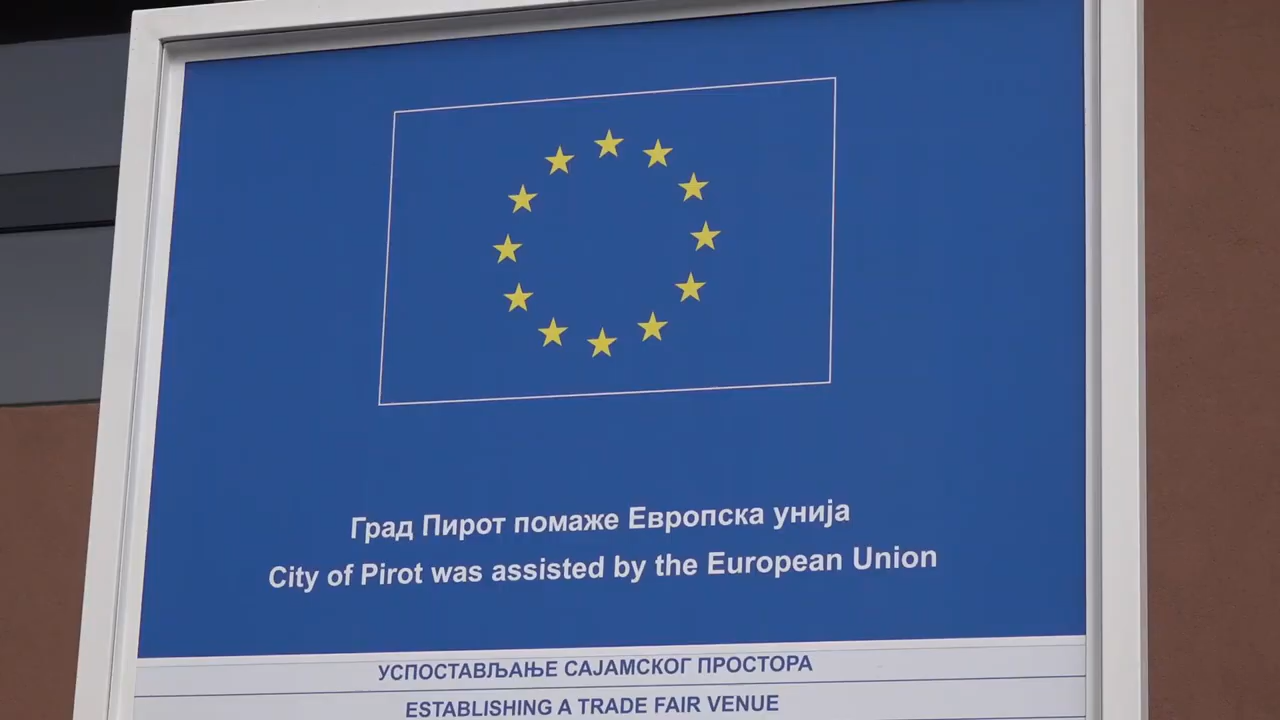 Град Пирот помаже Европска унија
City of Pirot was assisted by the European Union
УСПОСТАВЉАЊЕ САЈАМСКОГ ПРОСТОРА
ESTABLISHING A TRADE FAIR VENUE